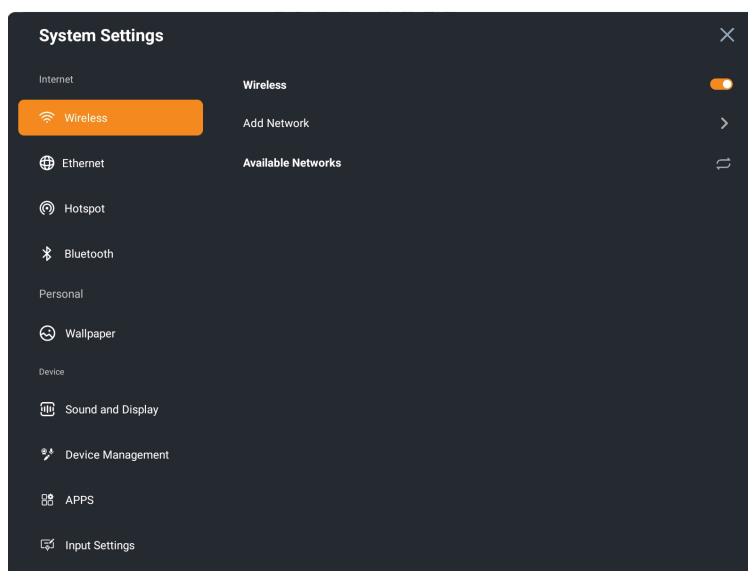 System Settings
Internet
Wireless
Ethernet
Hotspot
Bluetooth
Personal
Wallpaper
Device
Sound and Display
Device Management
APPS
Input Settings
Wireless
Add Network
Available Networks